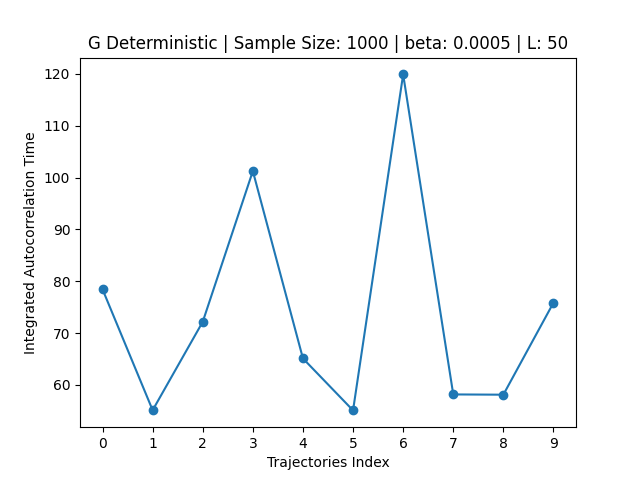 G Deterministic | Sample Size: 1000 | beta: 0.0005 | L: 50
120
110
100
90
80
70
60
Integrated Autocorrelation Time
0 1 2 3 4 5 6 7 8 9
Trajectories Index